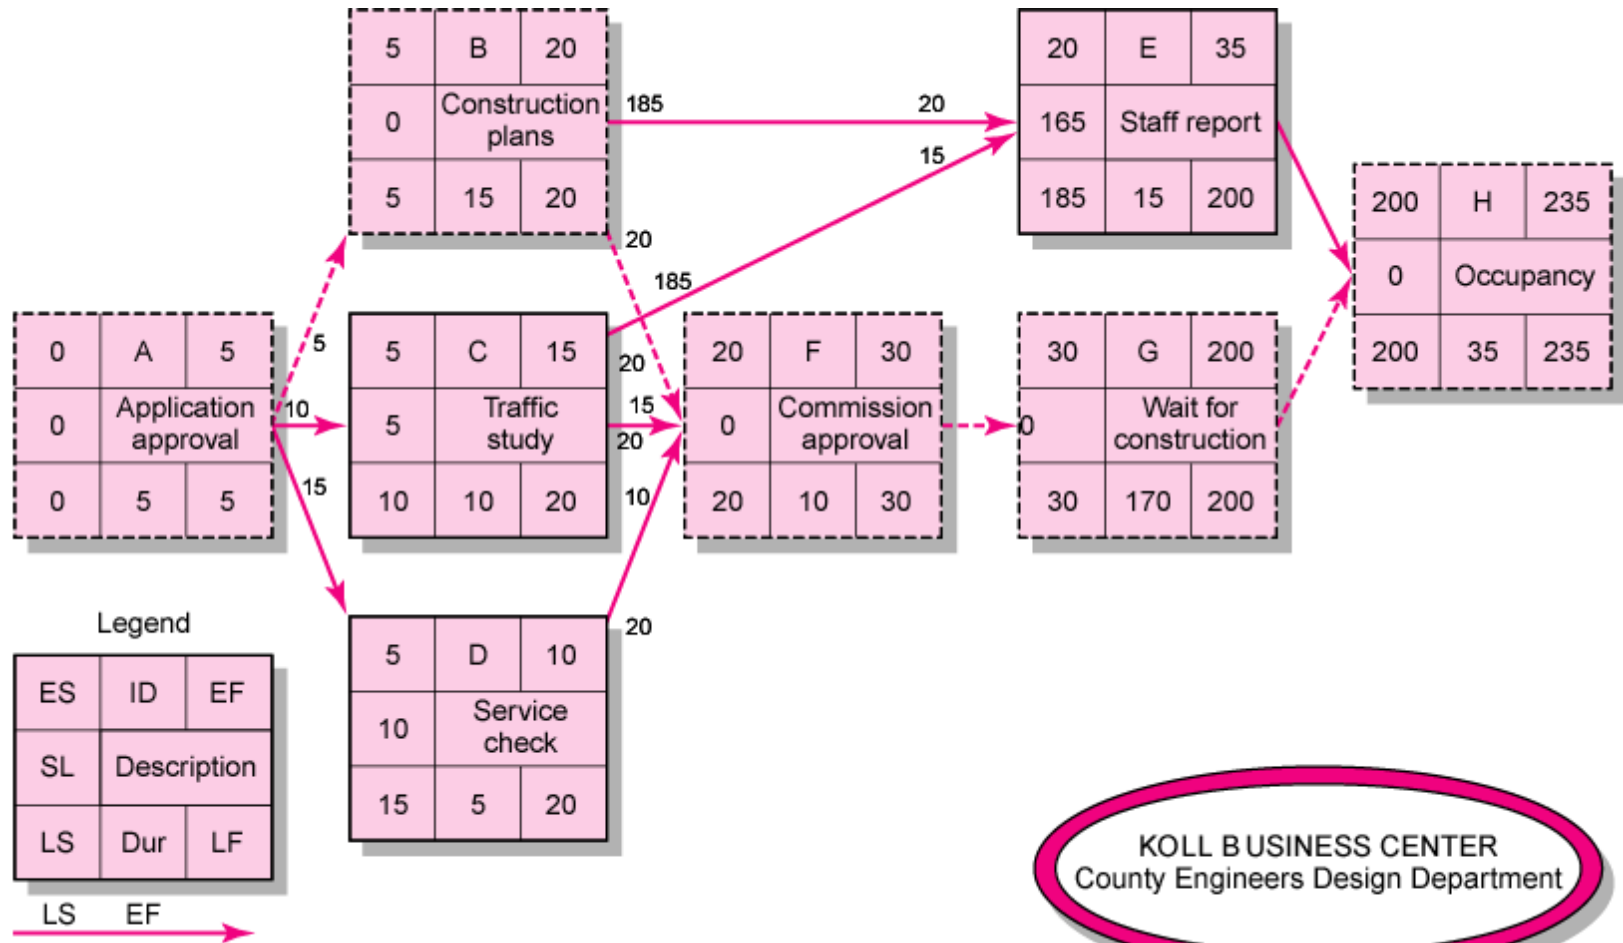 5 B 20
0 Construction
plans
5 15 20
20 E 35
165 Staff report
185 15 200
185
20
15
20
185
200 H 235
0 Occupancy
200 35 235
0 A 5
0 Application
approval
0 5 5
5
10
15
5 C 15
5 Traffic
study
10 10 20
20
15
20
10
20
20 F 30
0 Commission
approval
20 10 30
30 G 200
0 Wait for
construction
30 170 200
5 D 10
10 Service
check
15 5 20
Legend
ES ID EF
SL Description
LS Dur LF
LS EF
KOLL BUSINESS CENTER
County Engineers Design Department